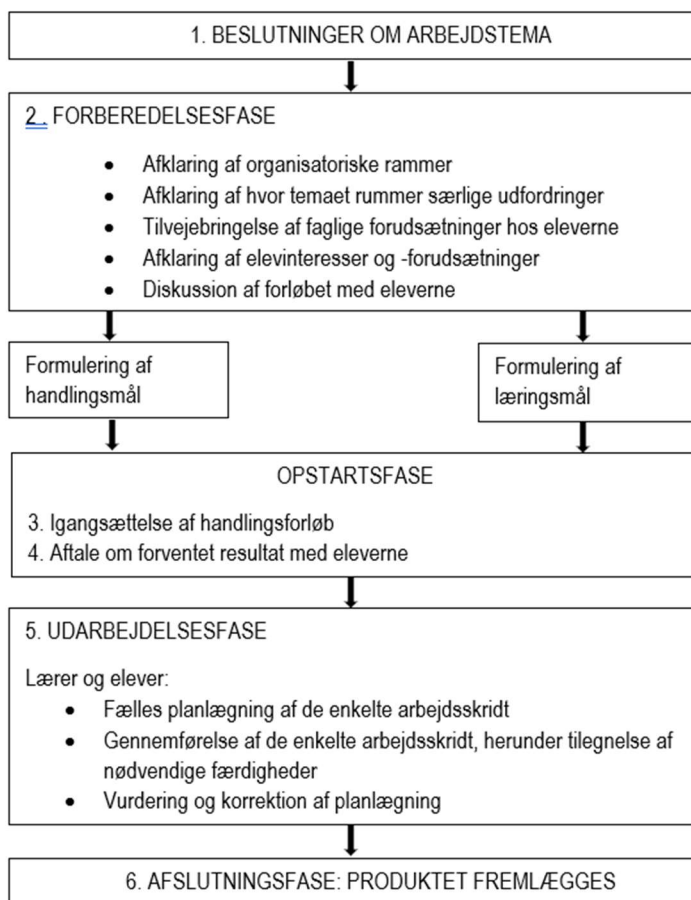 1. BESLUTNINGER OM ARBEJDSTEMA
2 . FORBEREDELSESFASE
• Afklaring af organisatoriske rammer
• Afklaring af hvor temaet rummer særlige udfordringer
• Tilvejebringelse af faglige forudsætninger hos eleverne
• Afklaring af elevinteresser og -forudsætninger
• Diskussion af forløbet med eleverne
Formulering af
handlingsmål
Formulering af
læringsmål
OPSTARTSFASE
3. Igangsættelse af handlingsforløb
4. Aftale om forventet resultat med eleverne
5. UDARBEJDELSESFASE
Lærer og elever:
• Fælles planlægning af de enkelte arbejdsskridt
• Gennemførelse af de enkelte arbejdsskridt, herunder tilegnelse af
nødvendige færdigheder
• Vurdering og korrektion af planlægning
6. AFSLUTNINGSFASE: PRODUKTET FREMLÆGGES